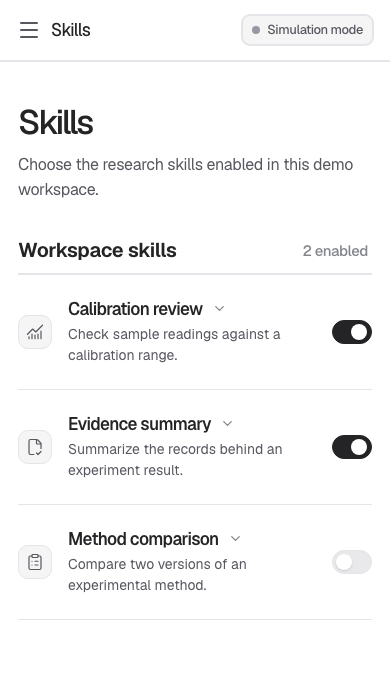 Skills
Simulation mode
Skills
Choose the research skills enabled in this demo
workspace.
Workspace skills
2 enabled
Calibration review
Check sample readings against a
calibration range.
Evidence summary
Summarize the records behind an
experiment result.
Method comparison
Compare two versions of an
experimental method.